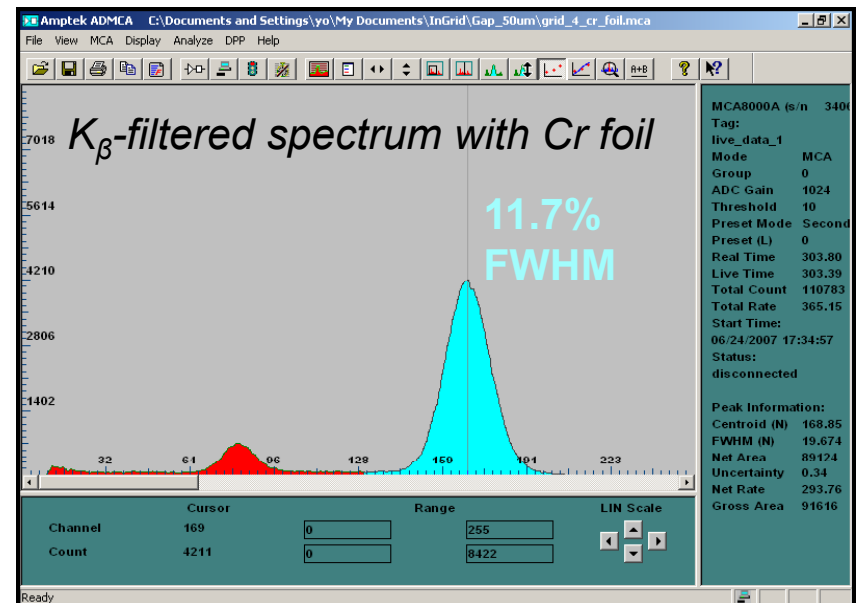 Amptek ADMCA C:\Documents and Settings\yo\My Documents\InGrid\Gap_50um\grid_4_cr_foil.mca
File View MCA Display Analyze DPP Help
A+B
Kβ-filtered spectrum with Cr foil
11.7%
FWHM
7018
5614
4210
2806
1402
32 64 96 128 160 191 223
MCA8000A (s/n 3406
Tag:
live_data_1
Mode MCA
Group 0
ADC Gain 1024
Threshold 10
Preset Mode Second
Preset (L) 0
Real Time 303.80
Live Time 303.39
Total Count 110783
Total Rate 365.15
Start Time:
06/24/2007 17:34:57
Status:
disconnected
Peak Information:
Centroid (N) 168.85
FWHM (N) 19.674
Net Area 89124
Uncertainty 0.34
Net Rate 293.76
Gross Area 91616
Cursor Range LIN Scale
Channel 169 0 255
Count 4211 0 8422
Ready